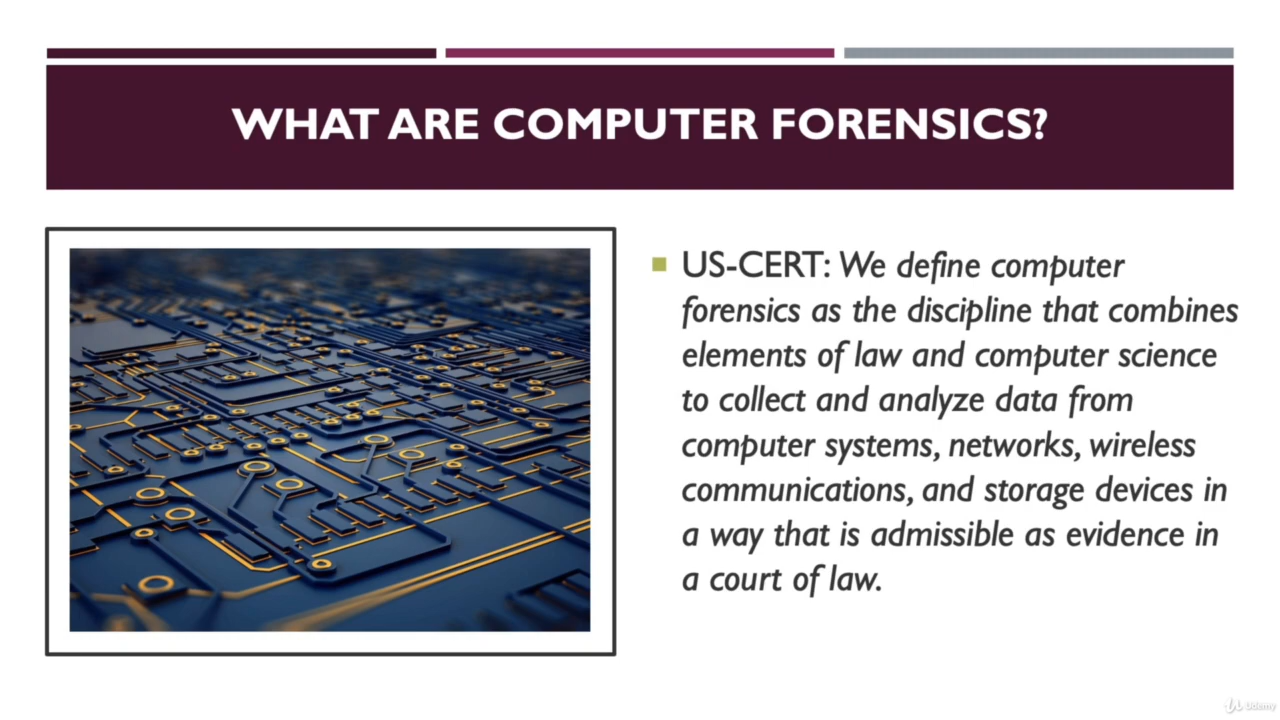 WHAT ARE COMPUTER FORENSICS?
US-CERT: We define computer
forensics as the discipline that combines
elements of law and computer science
to collect and analyze data from
computer systems, networks, wireless
communications, and storage devices in
a way that is admissible as evidence in
a court of law.
Udemy